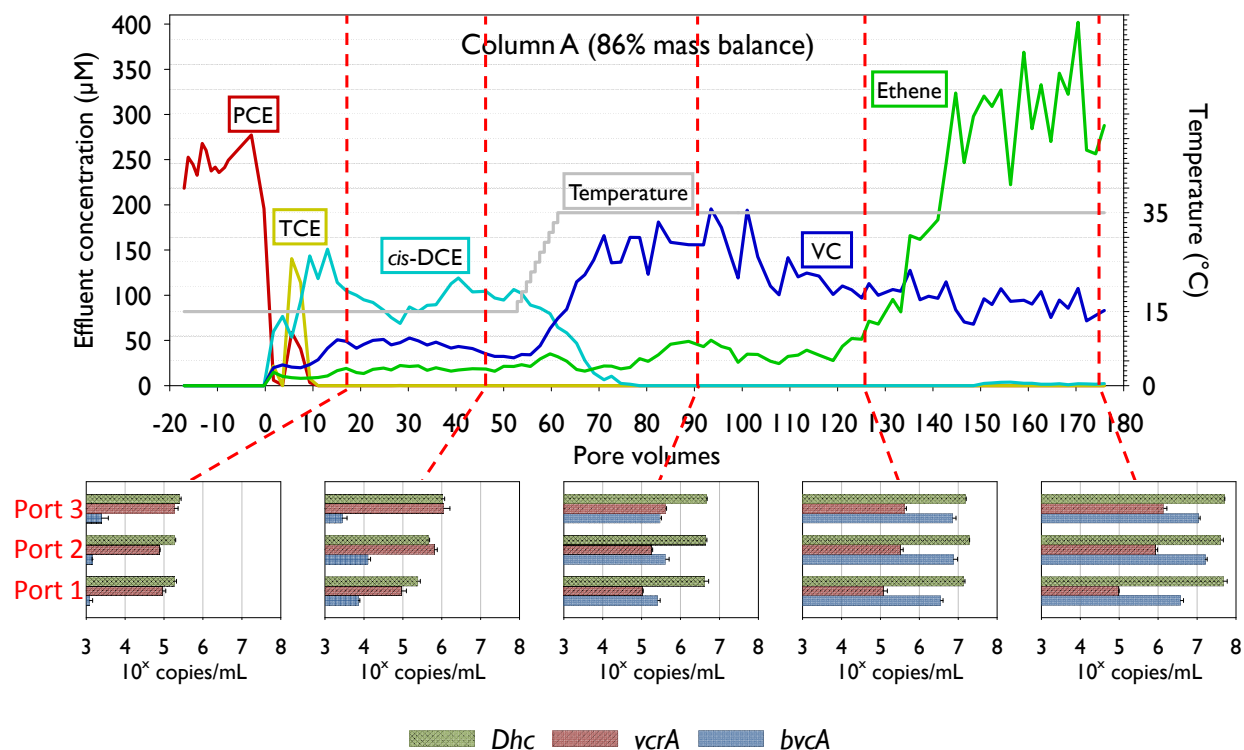 Column A (86% mass balance)
Effluent concentration (µM)
400
350
300
250
200
150
100
50
0
PCE
TCE
cis-DCE
Temperature
VC
Ethene
Temperature (°C)
35
15
0
-20 -10 0 10 20 30 40 50 60 70 80 90 100 110 120 130 140 150 160 170 180
Pore volumes
Port 3
Port 2
Port 1
3 4 5 6 7 8
10ˣ copies/mL
3 4 5 6 7 8
10ˣ copies/mL
3 4 5 6 7 8
10ˣ copies/mL
3 4 5 6 7 8
10ˣ copies/mL
3 4 5 6 7 8
10ˣ copies/mL
Dhc vcrA bvcA